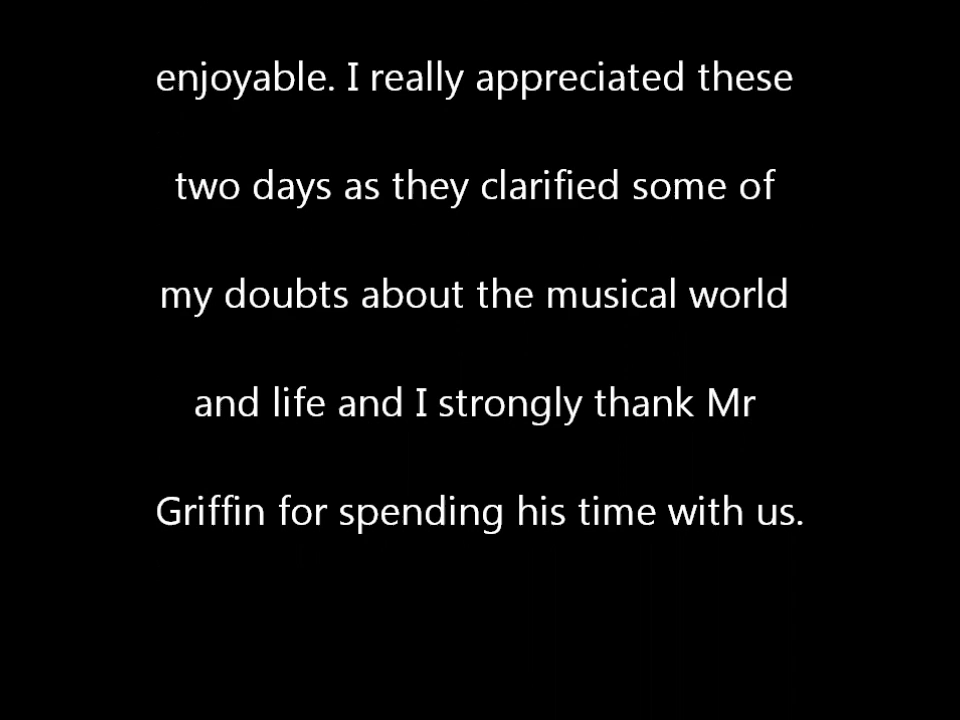 enjoyable. I really appreciated these
two days as they clarified some of
my doubts about the musical world
and life and I strongly thank Mr
Griffin for spending his time with us.